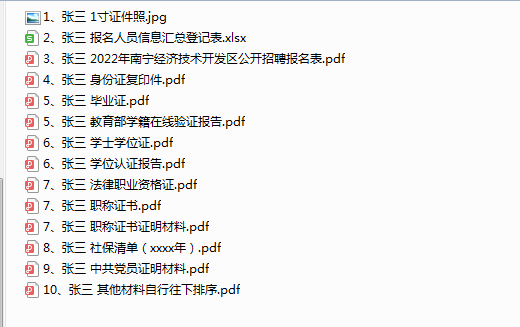 1、张三 1寸证件照.jpg
2、张三 报名人员信息汇总登记表.xlsx
3、张三 2022年南宁经济技术开发区公开招聘报名表.pdf
4、张三 身份证复印件.pdf
5、张三 毕业证.pdf
5、张三 教育部学籍在线验证报告.pdf
6、张三 学士学位证.pdf
6、张三 学位认证报告.pdf
7、张三 法律职业资格证.pdf
7、张三 职称证书.pdf
7、张三 职称证书证明材料.pdf
8、张三 社保清单（xxxx年）.pdf
9、张三 中共党员证明材料.pdf
10、张三 其他材料自行往下排序.pdf